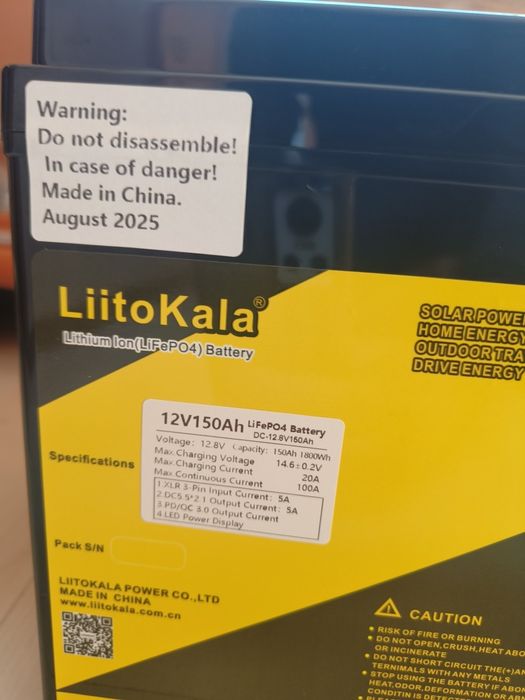 Warning:
Do not disassemble!
In case of danger!
Made in China.
August 2025
LiitoKala®
Lithium Ion(LiFePO4) Battery
SOLAR POWER
HOME ENERGY
OUTDOOR TRA
DRIVE ENERGY
Specifications
12V150Ah LiFePO4 Battery
DC-12.8V150Ah
Voltage: 12.8V Capacity: 150Ah 1800Wh
Max.Charging Voltage 14.6±0.2V
Max.Charging Current 20A
Max.Continuous Current 100A
1.XLR 3-Pin Input Current: 5A
2.DC5.5*2.1 Output Current: 5A
3.PD/QC 3.0 Output Current
4.LED Power Display
Pack S/N
LIITOKALA POWER CO.,LTD
MADE IN CHINA
www.liitokala.com.cn
CAUTION
• RISK OF FIRE OR BURNING
• DO NOT OPEN,CRUSH,HEAT ABO
OR INCINERATE
• DO NOT SHORT CIRCUIT THE(+)AN
TERNIMALS WITH ANY METALS
• STOP USING THE BATTERY IF A
HEAT,ODOR,DEFORMATION OR
CONDITIN IS DETECTE